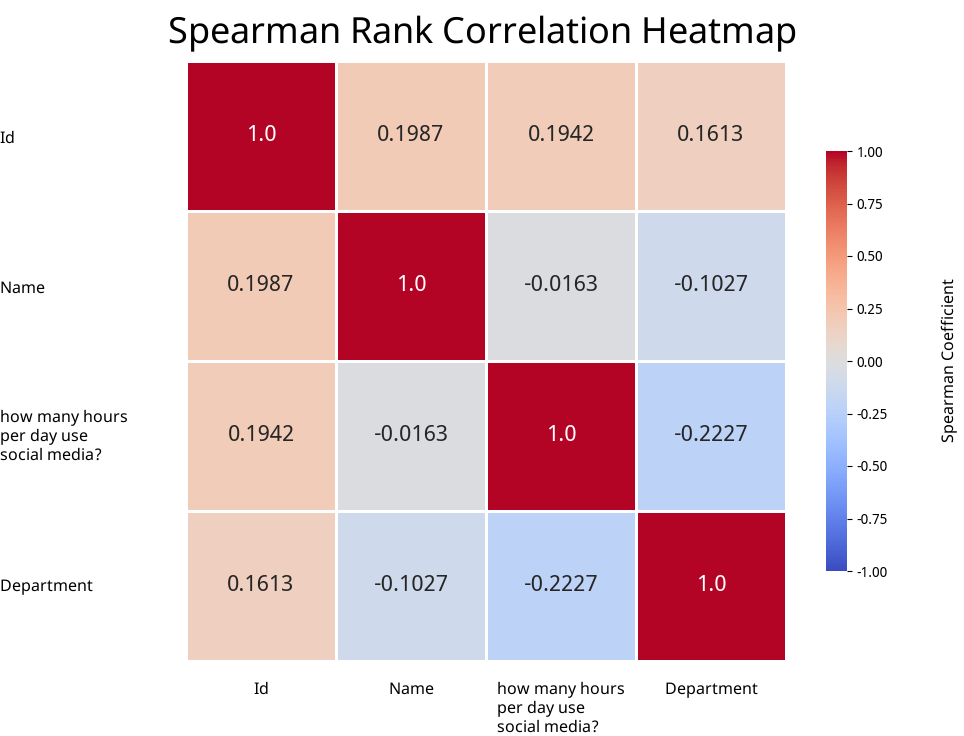 Spearman Rank Correlation Heatmap
Id
1.0
0.1987
0.1942
0.1613
Name
0.1987
1.0
-0.0163
-0.1027
how many hours
per day use
social media?
0.1942
-0.0163
1.0
-0.2227
Department
0.1613
-0.1027
-0.2227
1.0
Id
Name
how many hours
per day use
social media?
Department
1.00
0.75
0.50
0.25
0.00
-0.25
-0.50
-0.75
-1.00
Spearman Coefficient